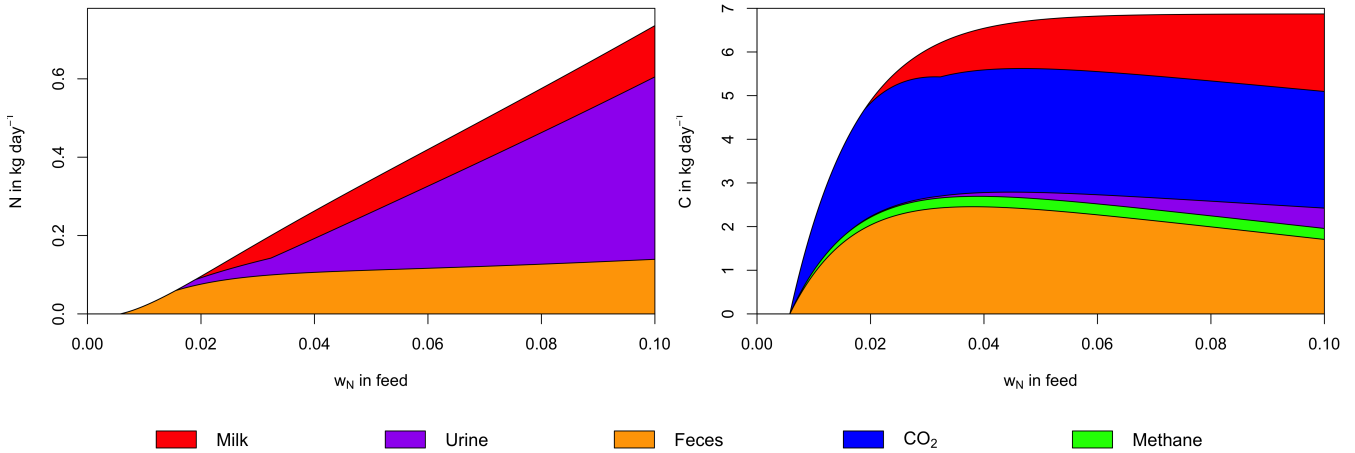 N in kg day⁻¹
0.0 0.2 0.4 0.6
0.00 0.02 0.04 0.06 0.08 0.10
w_N in feed
C in kg day⁻¹
0 1 2 3 4 5 6 7
0.00 0.02 0.04 0.06 0.08 0.10
w_N in feed
Milk Urine Feces CO₂ Methane